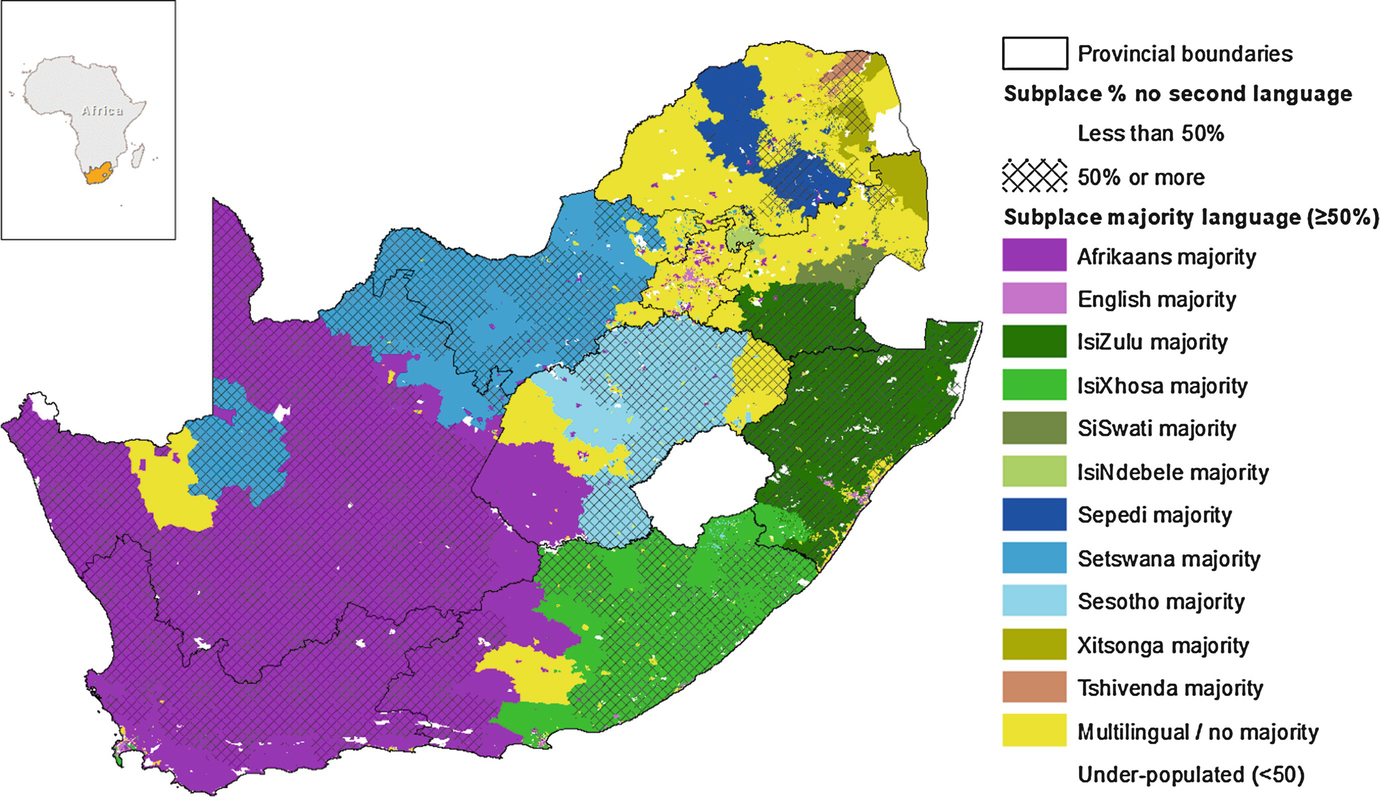 Africa
Provincial boundaries
Subplace % no second language
Less than 50%
50% or more
Subplace majority language (≥50%)
Afrikaans majority
English majority
IsiZulu majority
IsiXhosa majority
SiSwati majority
IsiNdebele majority
Sepedi majority
Setswana majority
Sesotho majority
Xitsonga majority
Tshivenda majority
Multilingual / no majority
Under-populated (<50)